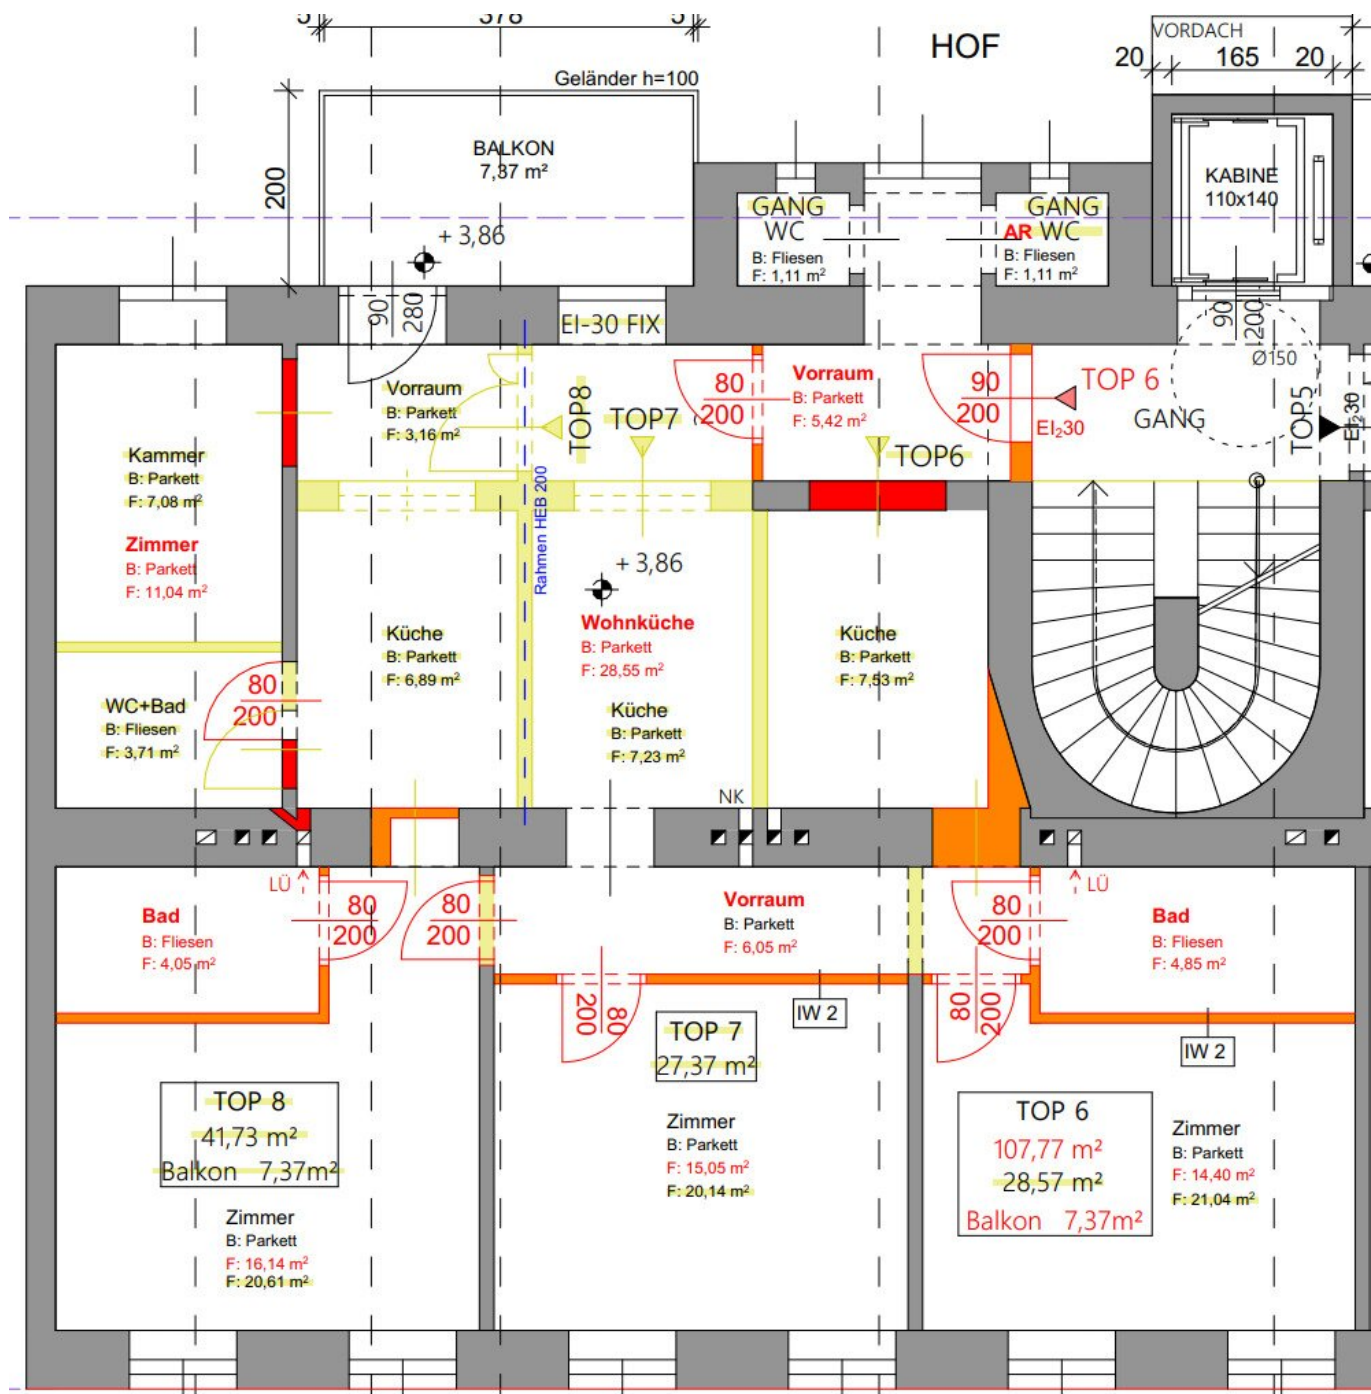 5
378
5
HOF
VORDACH
20
165
20
Geländer h=100
200
BALKON
7,37 m²
+ 3,86
KABINE
110x140
GANG
WC
B: Fliesen
F: 1,11 m²
GANG
AR WC
B: Fliesen
F: 1,11 m²
90
280
EI-30 FIX
90
200
Ø150
Vorraum
B: Parkett
F: 3,16 m²
TOP8
TOP7
80
200
Vorraum
B: Parkett
F: 5,42 m²
TOP6
90
200
EI₂30
TOP 6
GANG
TOP.5
EI₂30
Kammer
B: Parkett
F: 7,08 m²
Zimmer
B: Parkett
F: 11,04 m²
Rahmen HEB 200
+ 3,86
Wohnküche
B: Parkett
F: 28,55 m²
Küche
B: Parkett
F: 6,89 m²
Küche
B: Parkett
F: 7,53 m²
80
200
WC+Bad
B: Fliesen
F: 3,71 m²
Küche
B: Parkett
F: 7,23 m²
NK
LÜ
LÜ
Bad
B: Fliesen
F: 4,05 m²
80
200
80
200
Vorraum
B: Parkett
F: 6,05 m²
80
200
Bad
B: Fliesen
F: 4,85 m²
80
200
80
200
IW 2
IW 2
TOP 7
27,37 m²
TOP 8
41,73 m²
Balkon 7,37m²
Zimmer
B: Parkett
F: 15,05 m²
F: 20,14 m²
TOP 6
107,77 m²
28,57 m²
Balkon 7,37m²
Zimmer
B: Parkett
F: 14,40 m²
F: 21,04 m²
Zimmer
B: Parkett
F: 16,14 m²
F: 20,61 m²